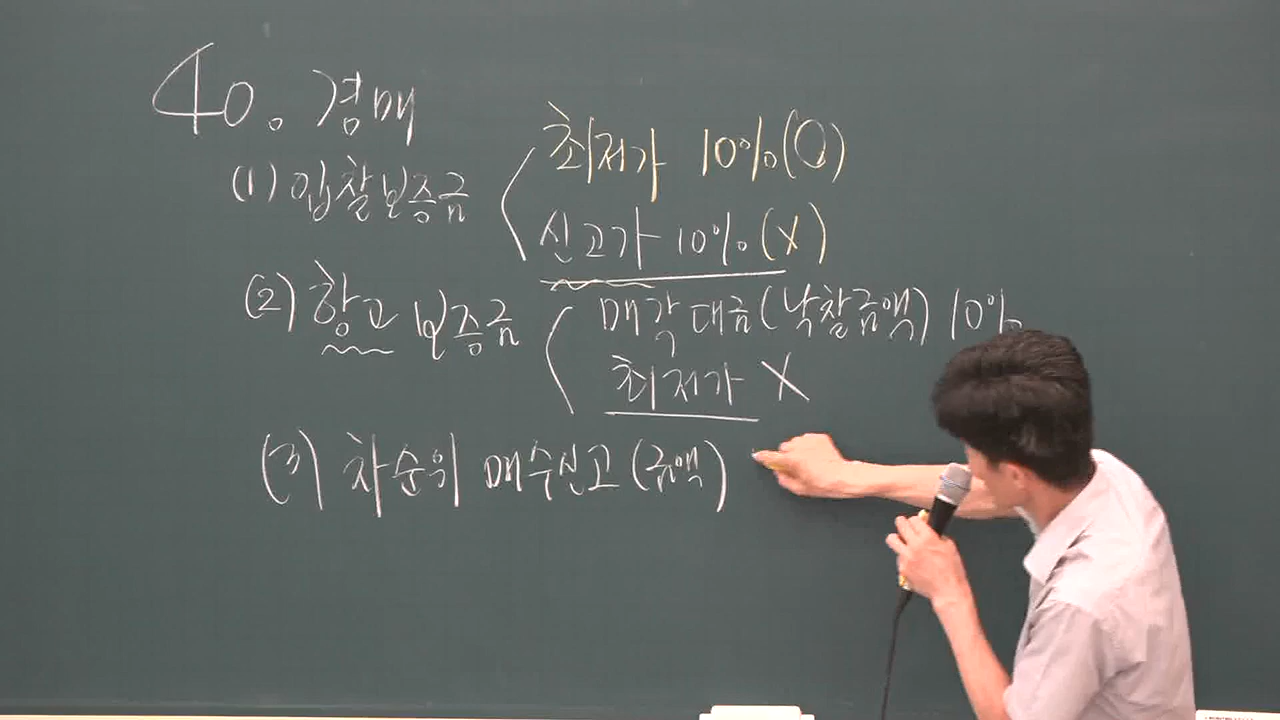 40. 경매
(1) 입찰보증금
최저가 10%(O)
신고가 10%(X)
(2) 항고 보증금
매각대금(낙찰금액) 10%
최저가 X
(3) 차순위 매수신고(금액)